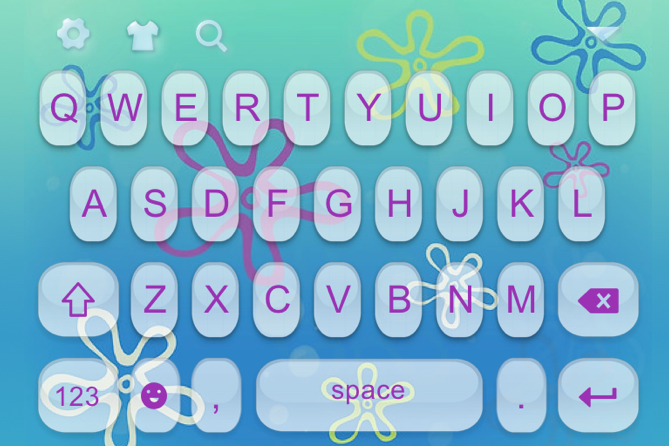 Q W E R T Y U I O P
A S D F G H J K L
Z X C V B N M
123 , space .